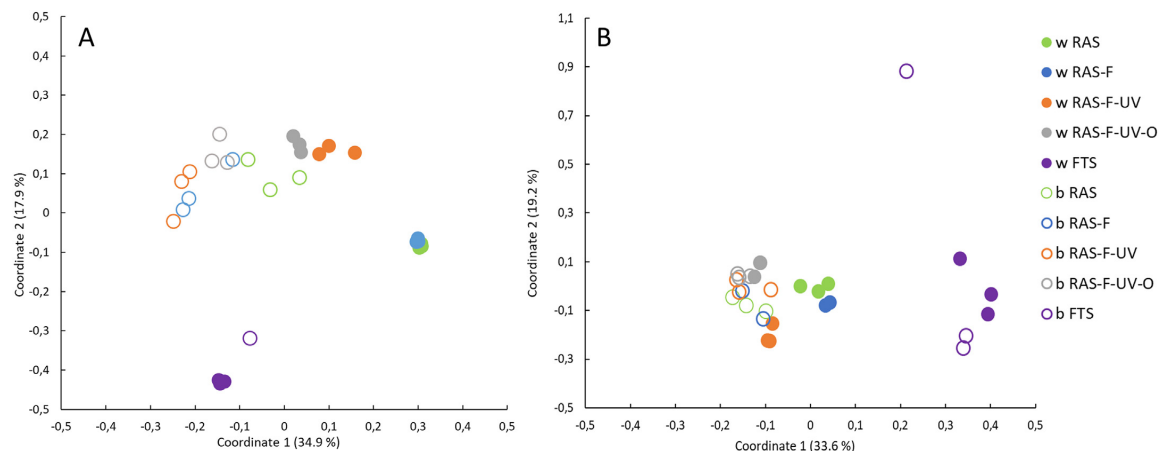 A
0,5
0,4
0,3
0,2
0,1
0
-0,1
-0,2
-0,3
-0,4
-0,5
Coordinate 2 (17.9 %)
-0,5 -0,4 -0,3 -0,2 -0,1 0 0,1 0,2 0,3 0,4 0,5
Coordinate 1 (34.9 %)
B
1,1
0,9
0,7
0,5
0,3
0,1
-0,1
-0,3
-0,5
Coordinate 2 (19.2 %)
-0,5 -0,4 -0,3 -0,2 -0,1 0 0,1 0,2 0,3 0,4 0,5
Coordinate 1 (33.6 %)
w RAS
w RAS-F
w RAS-F-UV
w RAS-F-UV-O
w FTS
b RAS
b RAS-F
b RAS-F-UV
b RAS-F-UV-O
b FTS